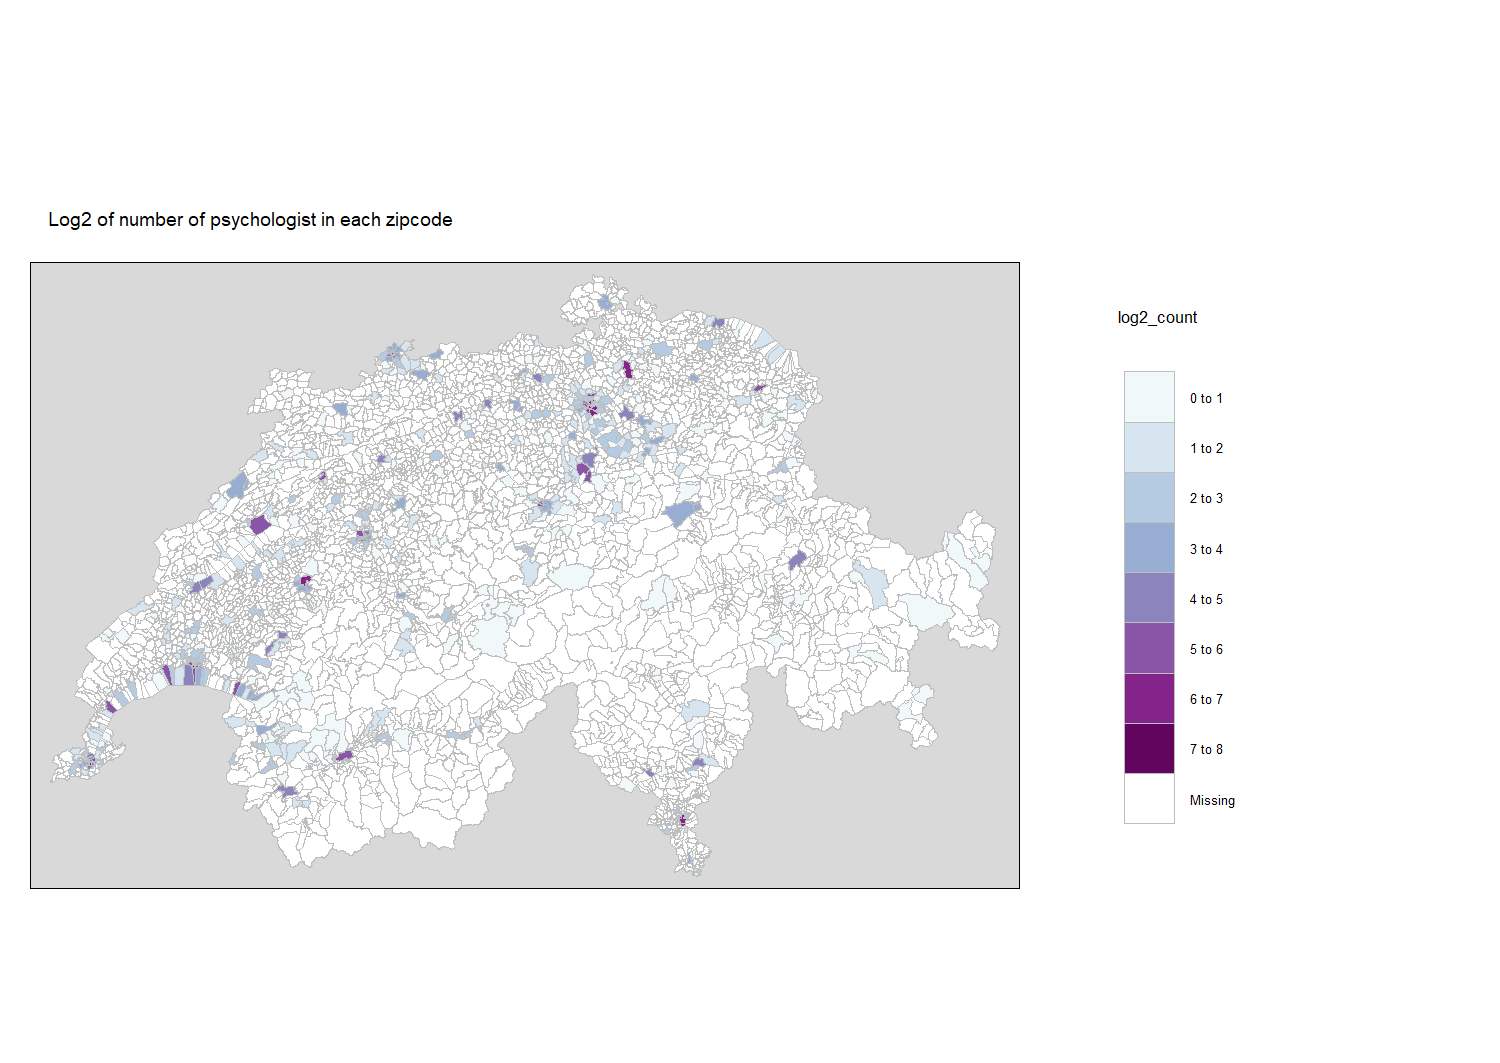 Log2 of number of psychologist in each zipcode
log2_count
0 to 1
1 to 2
2 to 3
3 to 4
4 to 5
5 to 6
6 to 7
7 to 8
Missing